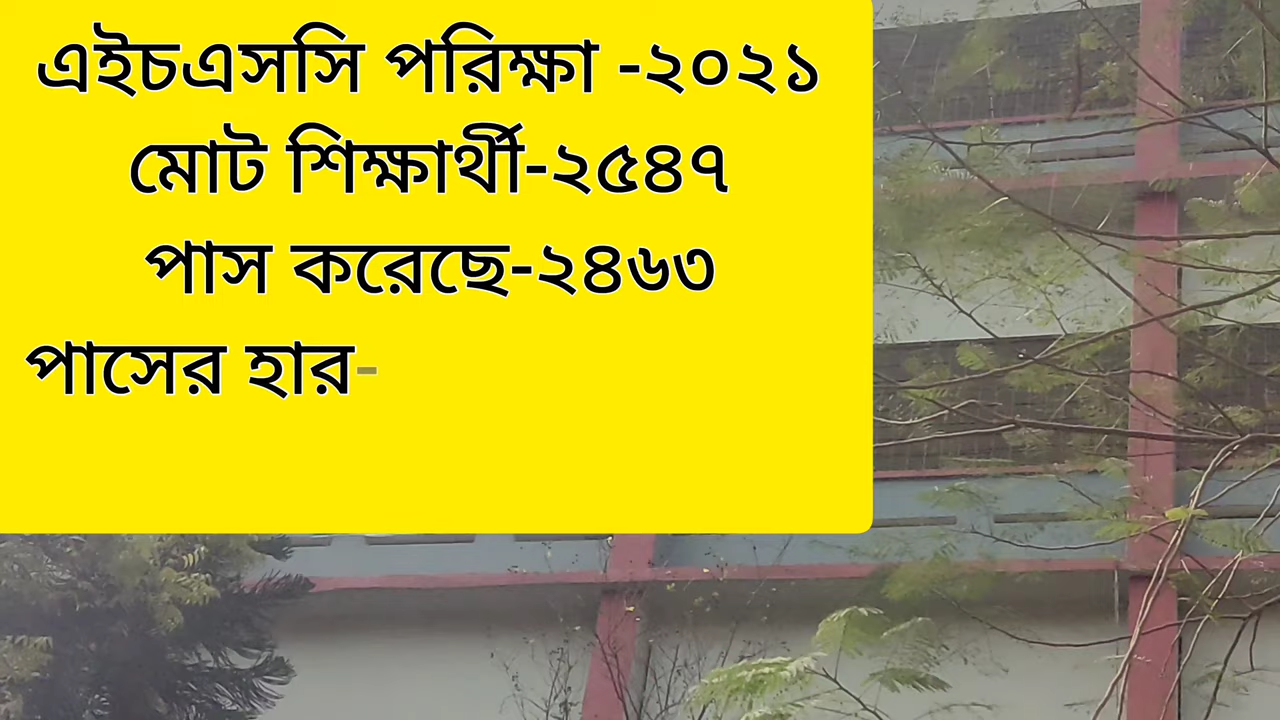 এইচএসসি পরিক্ষা -২০২১
মোট শিক্ষার্থী-২৫৪৭
পাস করেছে-২৪৬৩
পাসের হার-